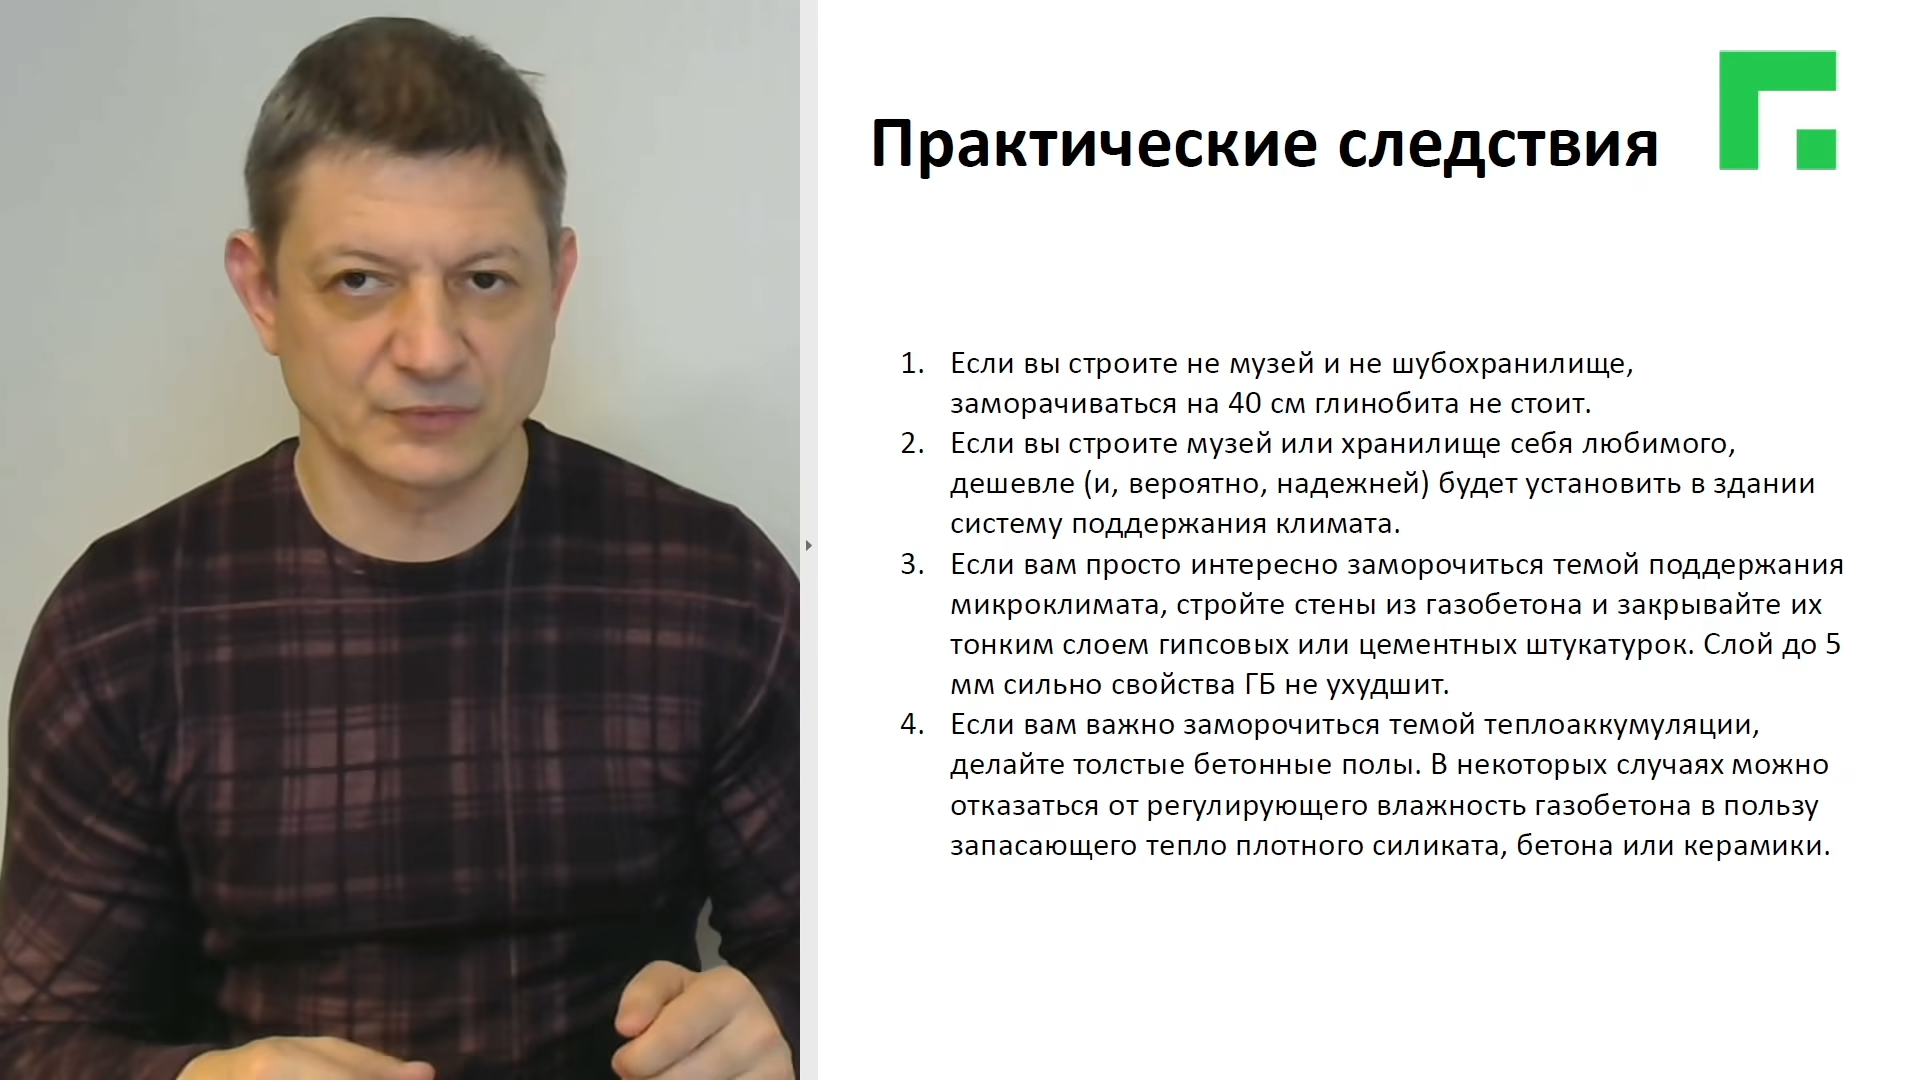 Практические следствия
1. Если вы строите не музей и не шубохранилище,
заморачиваться на 40 см глинобита не стоит.
2. Если вы строите музей или хранилище себя любимого,
дешевле (и, вероятно, надежней) будет установить в здании
систему поддержания климата.
3. Если вам просто интересно заморочиться темой поддержания
микроклимата, стройте стены из газобетона и закрывайте их
тонким слоем гипсовых или цементных штукатурок. Слой до 5
мм сильно свойства ГБ не ухудшит.
4. Если вам важно заморочиться темой теплоаккумуляции,
делайте толстые бетонные полы. В некоторых случаях можно
отказаться от регулирующего влажность газобетона в пользу
запасающего тепло плотного силиката, бетона или керамики.